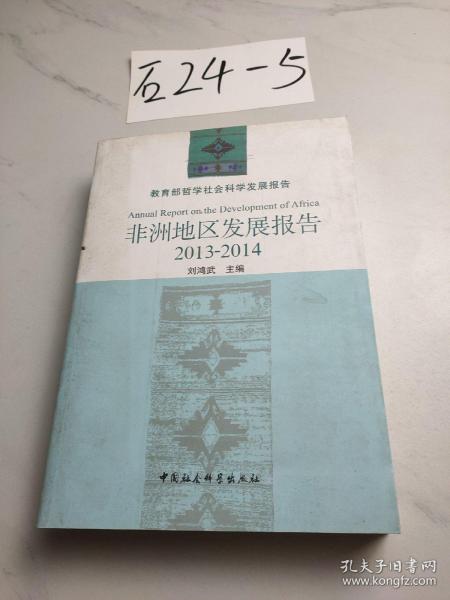 石24-5
教育部哲学社会科学发展报告
Annual Report on the Development of Africa
非洲地区发展报告
2013-2014
刘鸿武 主编
中国社会科学出版社
孔夫子旧书网
www.kongfz.com